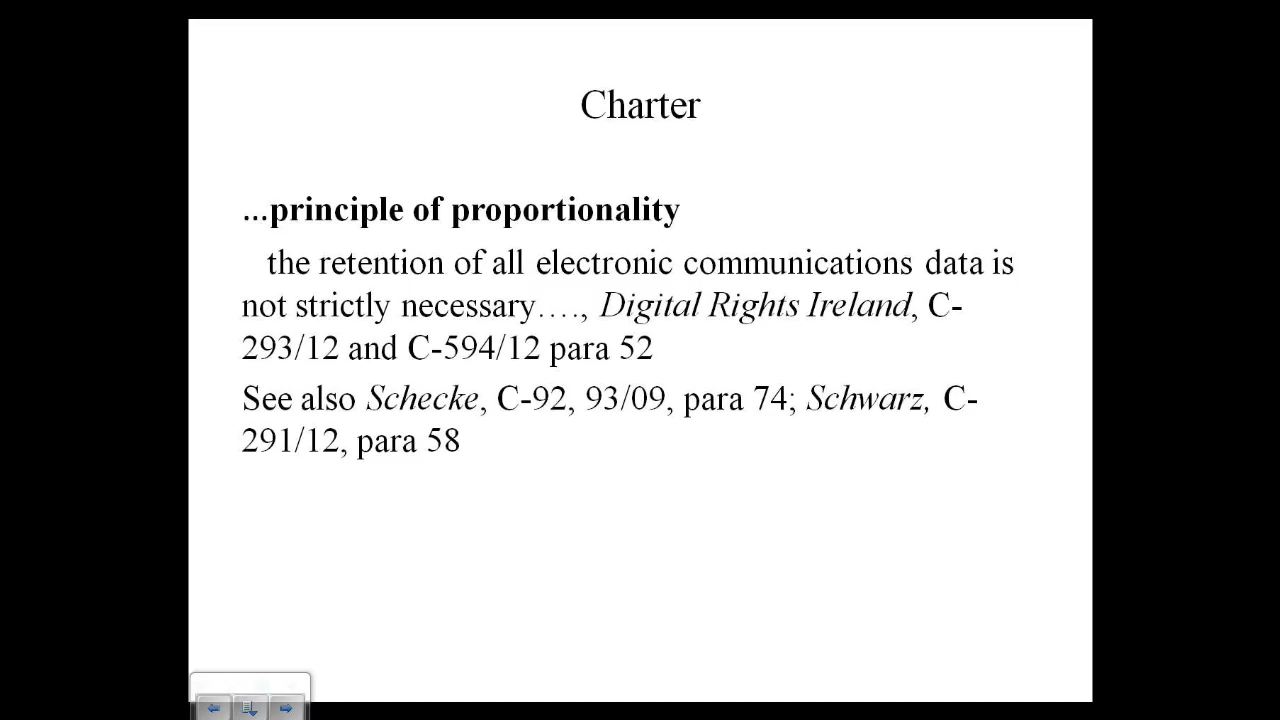 Charter
...principle of proportionality
the retention of all electronic communications data is
not strictly necessary...., Digital Rights Ireland, C-
293/12 and C-594/12 para 52
See also Schecke, C-92, 93/09, para 74; Schwarz, C-
291/12, para 58